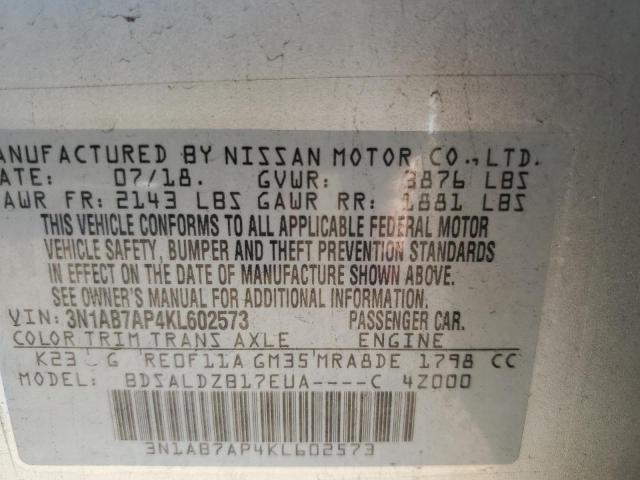 ANUFACTURED BY NISSAN MOTOR CO., LTD.
ATE: 07/18. GVWR: 3876 LBS
AWR FR: 2143 LBS GAWR RR: 1881 LBS
THIS VEHICLE CONFORMS TO ALL APPLICABLE FEDERAL MOTOR
VEHICLE SAFETY, BUMPER AND THEFT PREVENTION STANDARDS
IN EFFECT ON THE DATE OF MANUFACTURE SHOWN ABOVE.
SEE OWNER'S MANUAL FOR ADDITIONAL INFORMATION.
VIN: 3N1AB7AP4KL602573 PASSENGER CAR.
COLOR TRIM TRANS AXLE ENGINE
K23 G RE0F11A GM35 MRA8DE 1798 CC
MODEL: BDSALDZB17EUA----C 4Z000
3N1AB7AP4KL602573